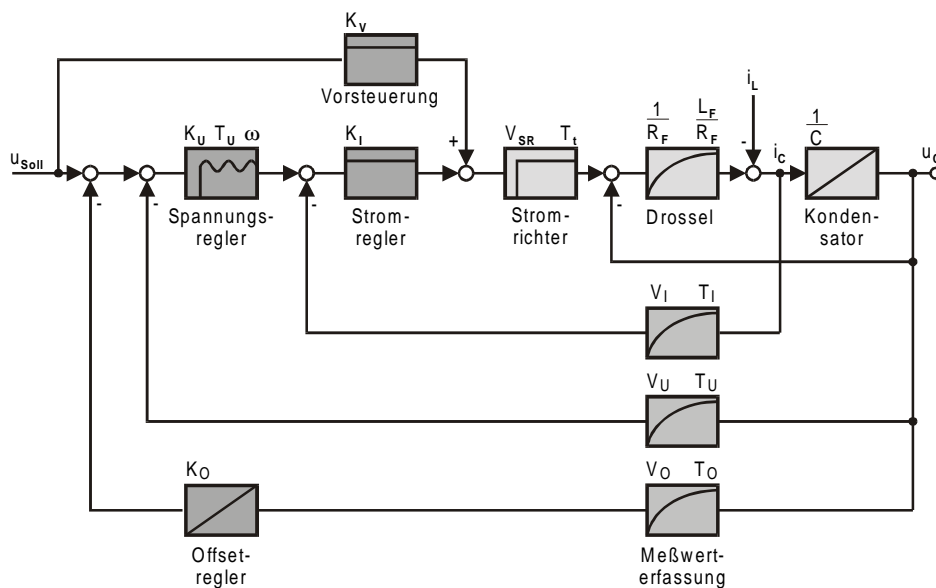 K_V
Vorsteuerung
i_L
u_Soll
K_U T_U ω
K_I
+
V_SR T_t
1/R_F L_F/R_F
-
i_C
1/C
u_C
-
-
-
-
Spannungs-
regler
Strom-
regler
Strom-
richter
Drossel
Konden-
sator
V_I T_I
V_U T_U
K_O
V_O T_O
Offset-
regler
Meßwert-
erfassung